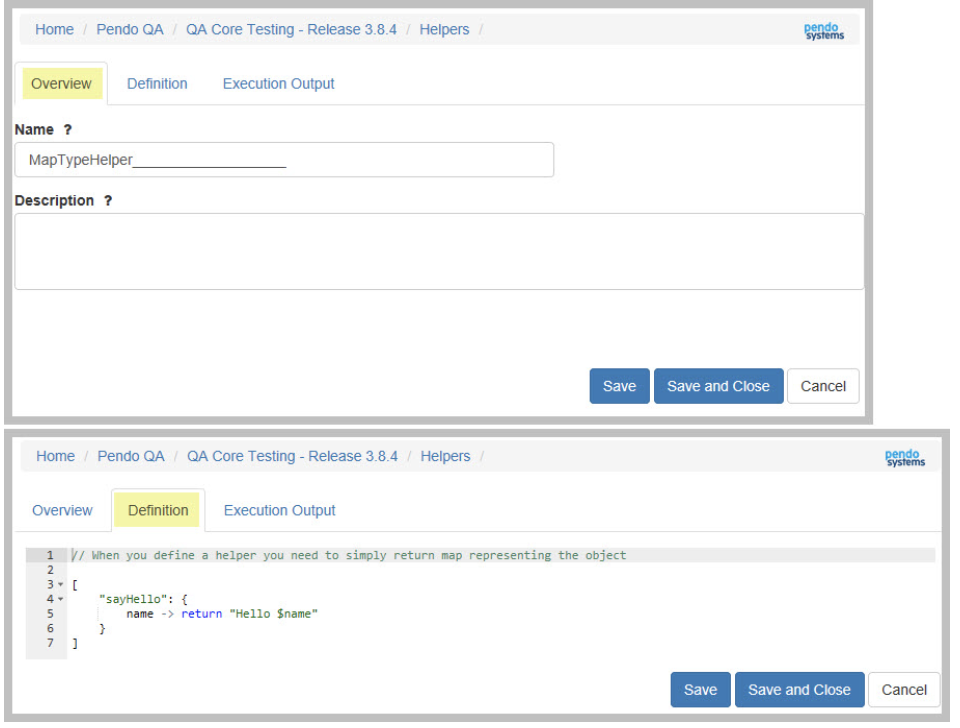 Home / Pendo QA / QA Core Testing - Release 3.8.4 / Helpers /
pendo
systems
Overview Definition Execution Output
Name ?
MapTypeHelper____________________
Description ?
Save Save and Close Cancel
Home / Pendo QA / QA Core Testing - Release 3.8.4 / Helpers /
pendo
systems
Overview Definition Execution Output
1 // When you define a helper you need to simply return map representing the object
2
3 [
4 "sayHello": {
5 name -> return "Hello $name"
6 }
7 ]
Save Save and Close Cancel